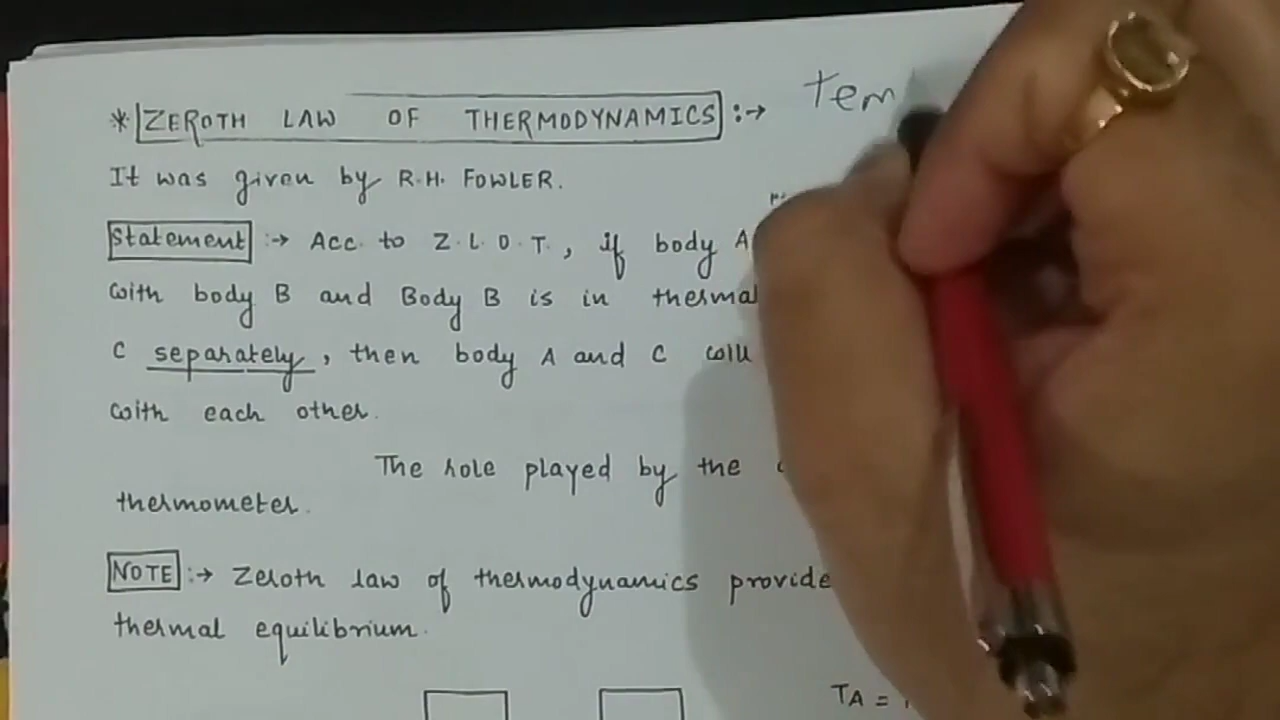 * ZEROTH LAW OF THERMODYNAMICS :→ Tem
It was given by R.H. FOWLER.
Statement :→ Acc. to Z.L.O.T., if body A
with body B and Body B is in thermal
C separately, then body A and C
with each other.
The role played by the
thermometer.
NOTE :→ Zeroth law of thermodynamics provide
thermal equilibrium.
TA =